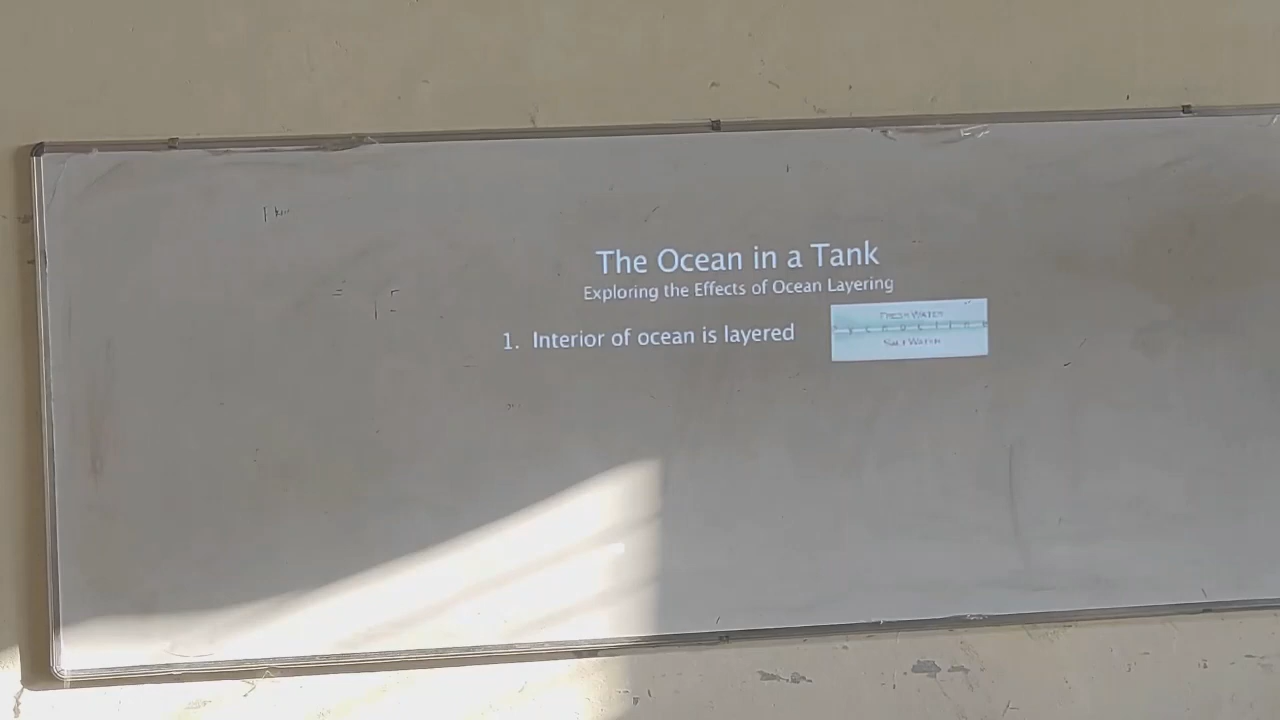 The Ocean in a Tank
Exploring the Effects of Ocean Layering
1. Interior of ocean is layered
FRESH WATER
SALT WATER